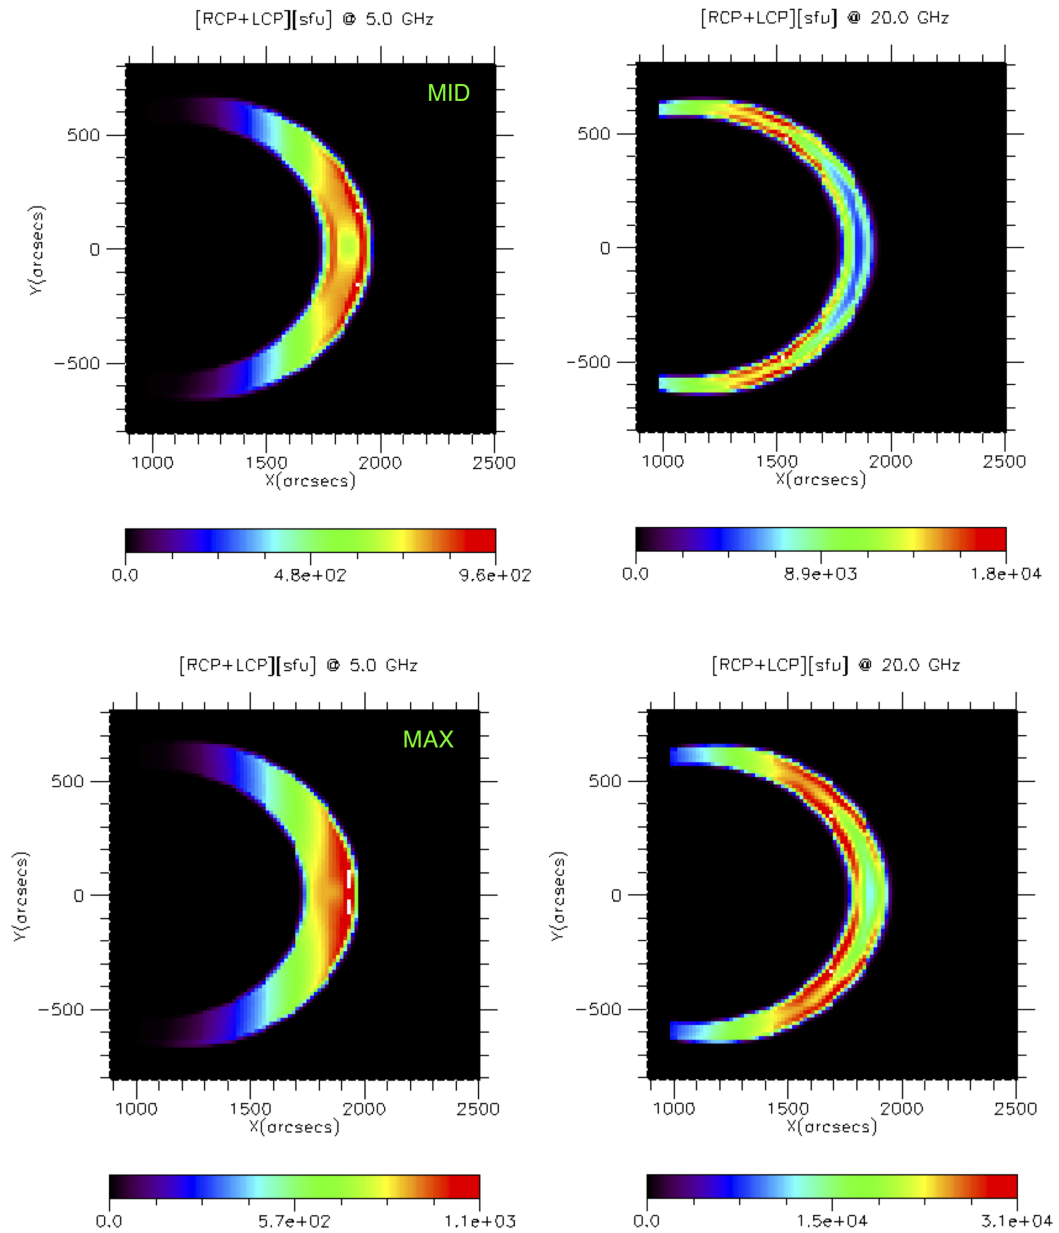 [RCP+LCP][sfu] @ 5.0 GHz
[RCP+LCP][sfu] @ 20.0 GHz
MID
500
0
-500
Y(arcsecs)
1000 1500 2000 2500
X(arcsecs)
500
0
-500
1000 1500 2000 2500
X(arcsecs)
0.0 4.8e+02 9.6e+02
0.0 8.9e+03 1.8e+04
[RCP+LCP][sfu] @ 5.0 GHz
[RCP+LCP][sfu] @ 20.0 GHz
MAX
500
0
-500
Y(arcsecs)
1000 1500 2000 2500
X(arcsecs)
500
0
-500
Y(arcsecs)
1000 1500 2000 2500
X(arcsecs)
0.0 5.7e+02 1.1e+03
0.0 1.5e+04 3.1e+04